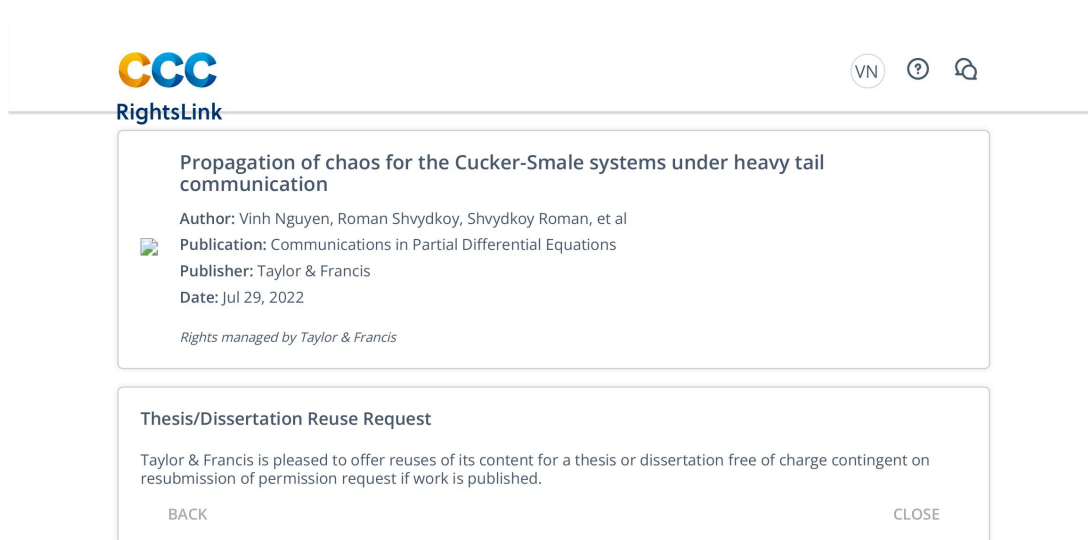 CCC
RightsLink
VN
Propagation of chaos for the Cucker-Smale systems under heavy tail
communication
Author: Vinh Nguyen, Roman Shvydkoy, Shvydkoy Roman, et al
Publication: Communications in Partial Differential Equations
Publisher: Taylor & Francis
Date: Jul 29, 2022
Rights managed by Taylor & Francis
Thesis/Dissertation Reuse Request
Taylor & Francis is pleased to offer reuses of its content for a thesis or dissertation free of charge contingent on
resubmission of permission request if work is published.
BACK
CLOSE